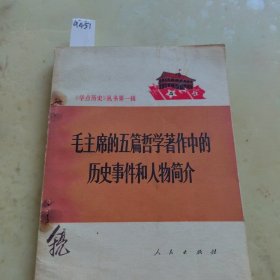 《学点历史》丛书第一辑
毛主席的五篇哲学著作中的
历史事件和人物简介
人民出版社